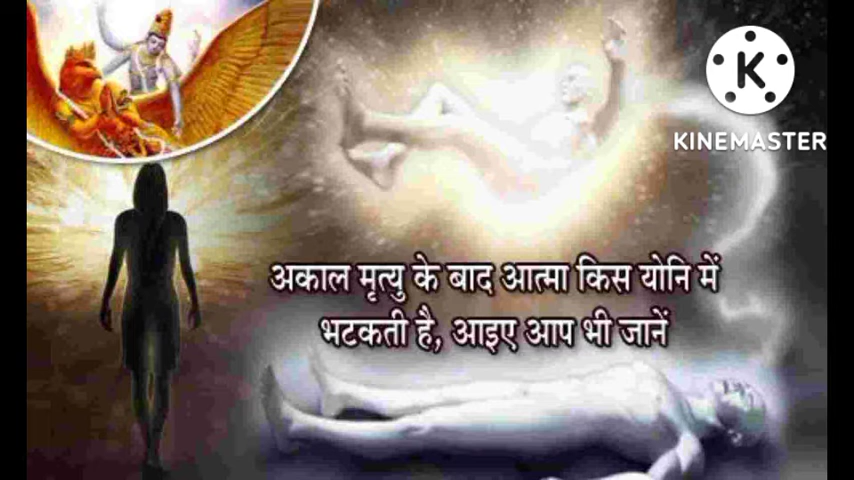 K
KINEMASTER
अकाल मृत्यु के बाद आत्मा किस योनि में
भटकती है, आइए आप भी जानें